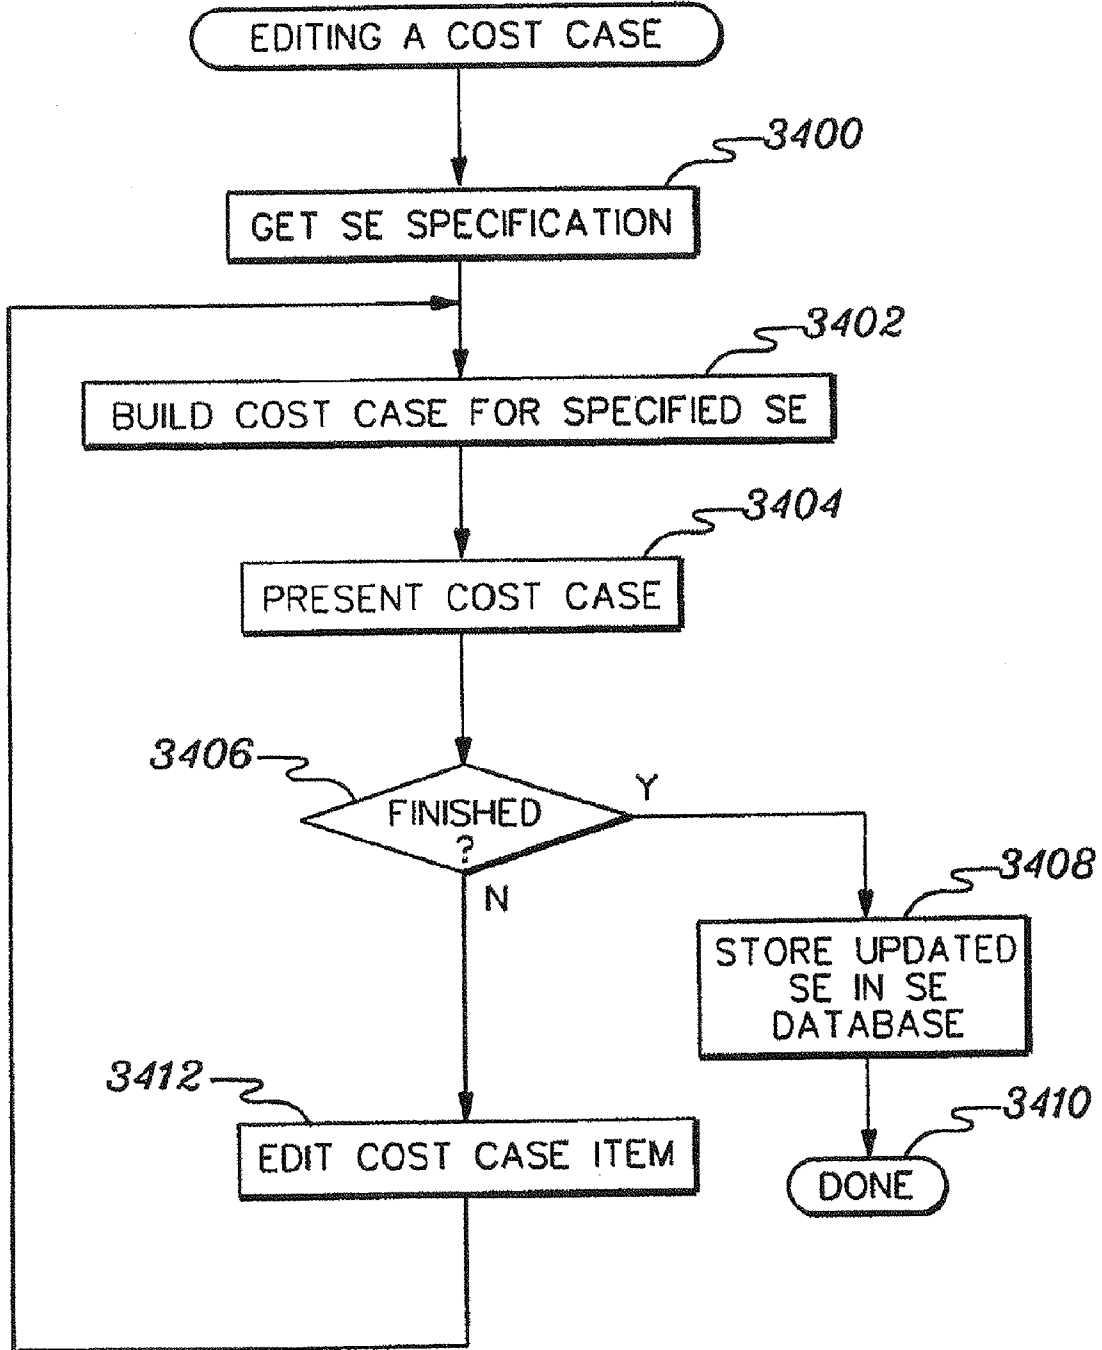 EDITING A COST CASE
3400
GET SE SPECIFICATION
3402
BUILD COST CASE FOR SPECIFIED SE
3404
PRESENT COST CASE
3406
FINISHED
?
Y
N
3408
STORE UPDATED
SE IN SE
DATABASE
3412
EDIT COST CASE ITEM
3410
DONE